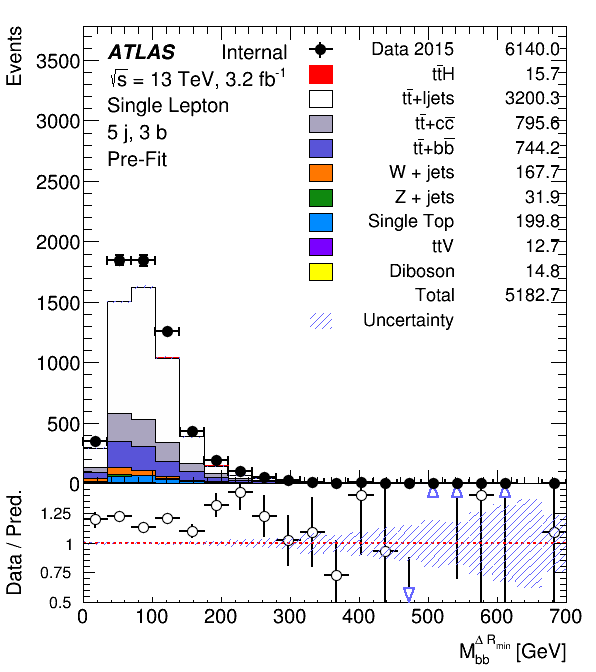 Events
3500
3000
2500
2000
1500
1000
500
0
ATLAS Internal
√s = 13 TeV, 3.2 fb⁻¹
Single Lepton
5 j, 3 b
Pre-Fit
Data 2015 6140.0
tt̄H 15.7
tt̄+ljets 3200.3
tt̄+cc̄ 795.6
tt̄+bb̄ 744.2
W + jets 167.7
Z + jets 31.9
Single Top 199.8
ttV 12.7
Diboson 14.8
Total 5182.7
Uncertainty
Data / Pred.
1.25
1
0.75
0.5
0 100 200 300 400 500 600 700
M_bb^ΔR_min [GeV]